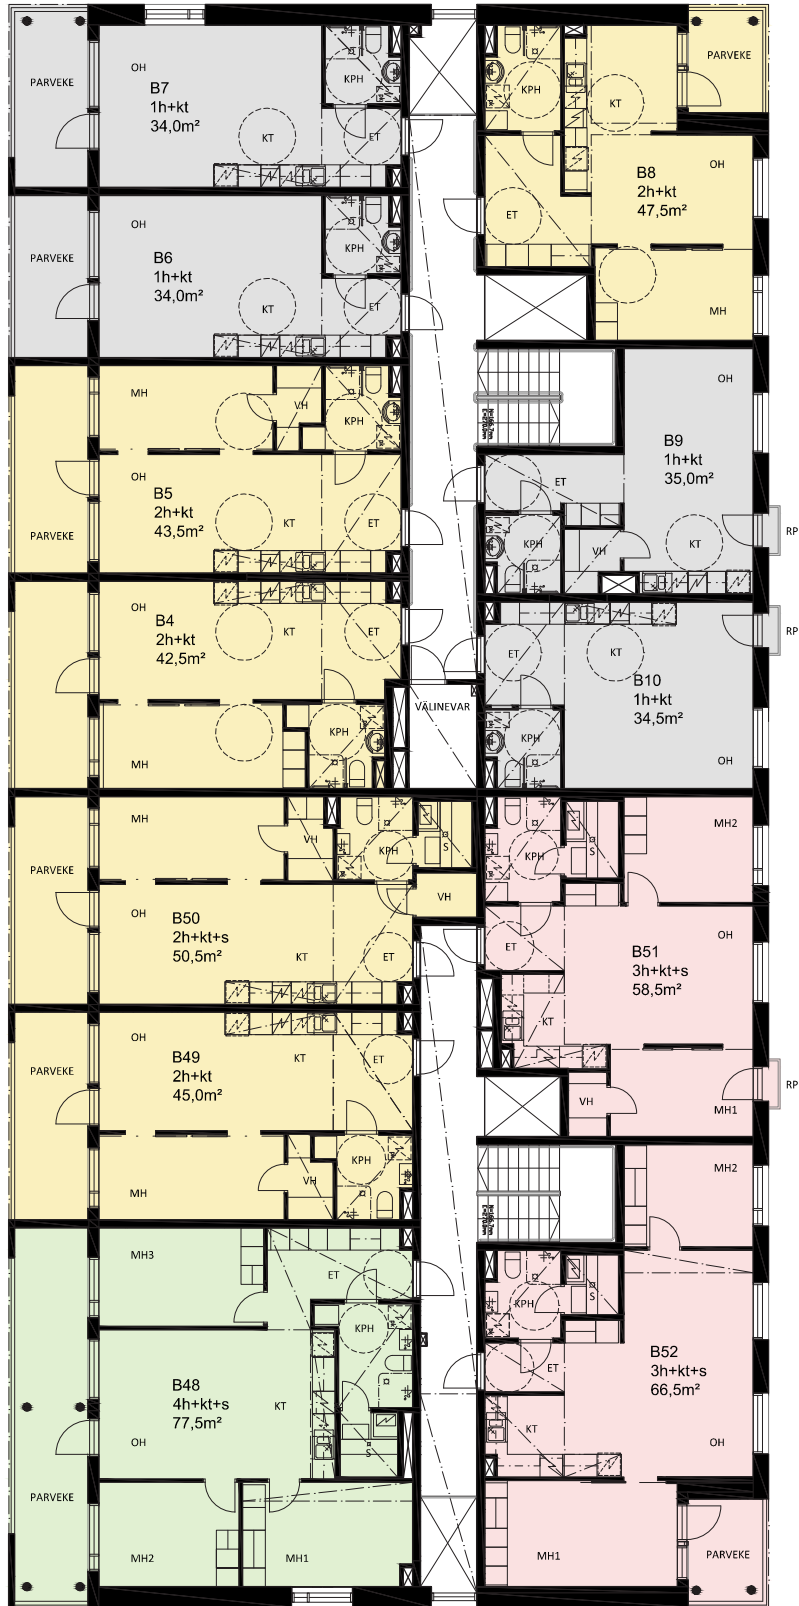 PARVEKE
OH
B7
1h+kt
34,0m²
KT
KPH
ET
KPH
KT
PARVEKE
OH
B8
2h+kt
47,5m²
ET
MH
PARVEKE
OH
B6
1h+kt
34,0m²
KT
KPH
ET
MH
VH
KPH
OH
B5
2h+kt
43,5m²
KT
ET
PARVEKE
OH
B9
1h+kt
35,0m²
ET
KPH
VH
KT
RP
OH
B4
2h+kt
42,5m²
KT
ET
KPH
MH
VÄLINEVAR
RP
ET
KT
B10
1h+kt
34,5m²
KPH
OH
MH
VH
KPH
S
PARVEKE
VH
OH
B50
2h+kt+s
50,5m²
KT
ET
MH2
KPH
S
OH
ET
B51
3h+kt+s
58,5m²
KT
VH
MH1
RP
OH
B49
2h+kt
45,0m²
KT
ET
PARVEKE
KPH
VH
MH
MH2
MH3
ET
KPH
B48
4h+kt+s
77,5m²
KT
OH
S
PARVEKE
MH2
MH1
KPH
S
B52
3h+kt+s
66,5m²
ET
KT
OH
MH1
PARVEKE